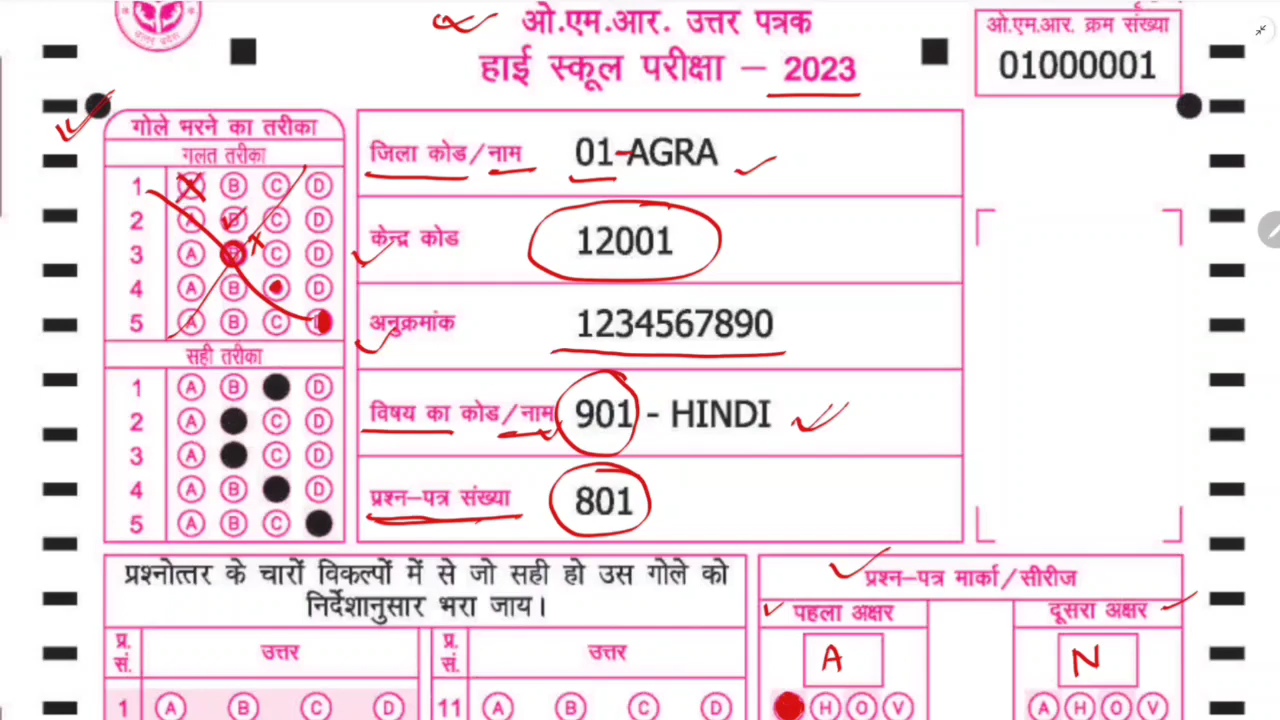 उत्तर प्रदेश
ओ.एम.आर. उत्तर पत्रक
हाई स्कूल परीक्षा – 2023
ओ.एम.आर. क्रम संख्या
01000001
गोले भरने का तरीका
गलत तरीका
1 A B C D
2 A B C D
3 A B C D
4 A B C D
5 A B C D
सही तरीका
1 A B D
2 A C D
3 A C D
4 A B D
5 A B C
जिला कोड/नाम 01-AGRA
केन्द्र कोड 12001
अनुक्रमांक 1234567890
विषय का कोड/नाम 901 - HINDI
प्रश्न-पत्र संख्या 801
प्रश्नोत्तर के चारों विकल्पों में से जो सही हो उस गोले को
निर्देशानुसार भरा जाय।
प्र. सं. उत्तर
1 A B C D
प्र. सं. उत्तर
11 A B C D
प्रश्न-पत्र मार्का/सीरीज
पहला अक्षर
A
H O V
दूसरा अक्षर
N
A H O V